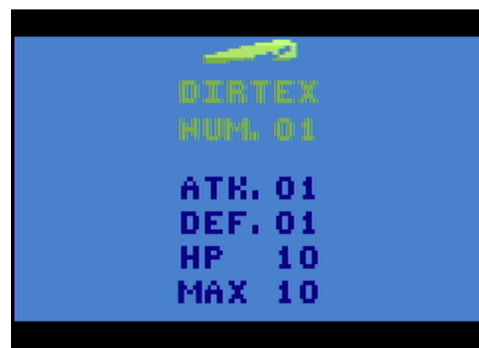 DIRTEX
HUM. 01
ATK. 01
DEF. 01
HP 10
MAX 10